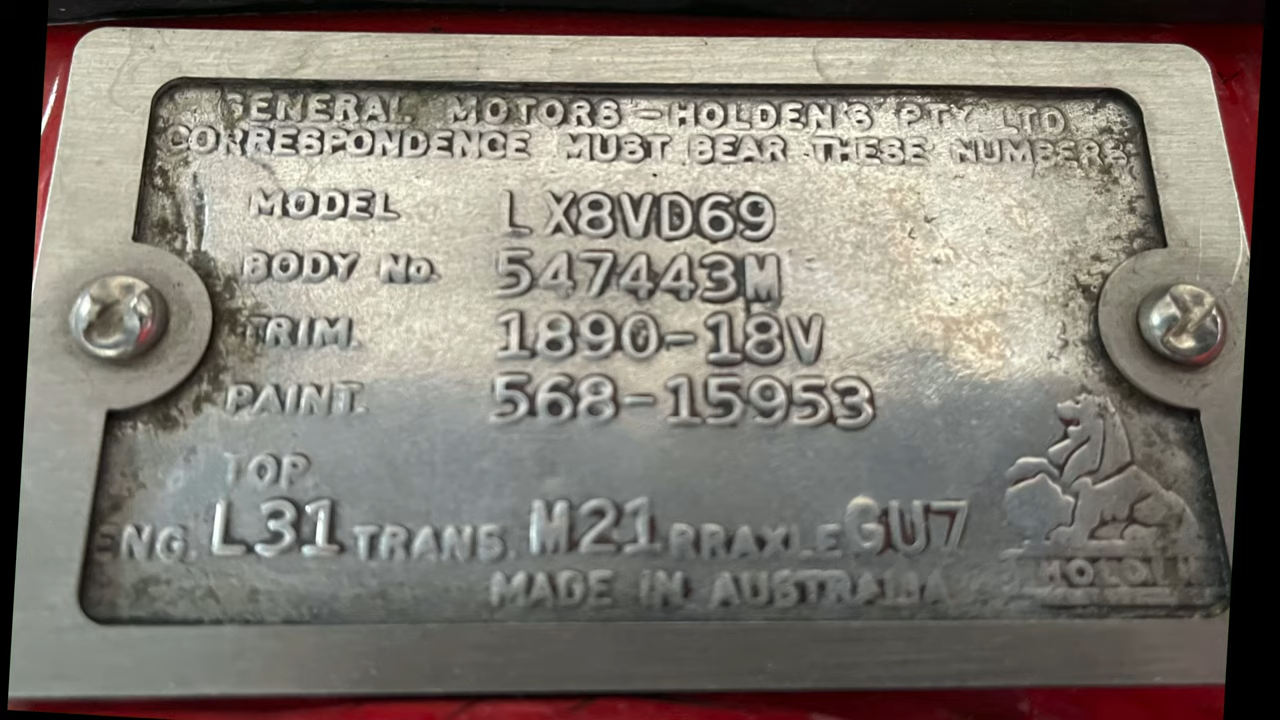 GENERAL MOTORS-HOLDEN'S PTY LTD
CORRESPONDENCE MUST BEAR THESE NUMBERS
MODEL LX8VD69
BODY No. 547443M
TRIM. 1890-18V
PAINT. 568-15953
TOP
ENG. L31 TRANS. M21 RRAXLE GU7
MADE IN AUSTRALIA
HOLDEN